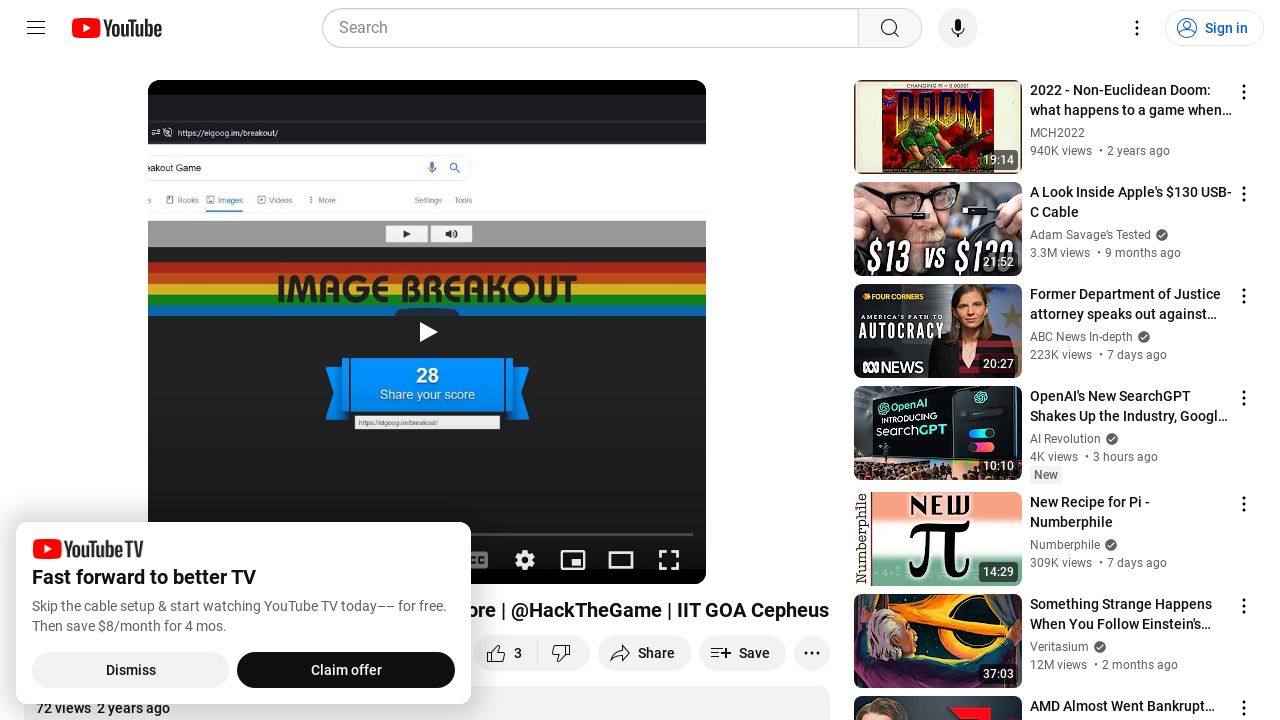 YouTube
Search
Sign in
https://elgoog.im/breakout/
eakout Game
Books
Images
Videos
More
Settings
Tools
IMAGE BREAKOUT
28
Share your score
https://elgoog.im/breakout/
ore | @HackTheGame | IIT GOA Cepheus
3
Share
Save
72 views 2 years ago
YouTube TV
Fast forward to better TV
Skip the cable setup & start watching YouTube TV today–– for free.
Then save $8/month for 4 mos.
Dismiss
Claim offer
CHANGING PI = 0.00001
DOOM
19:14
2022 - Non-Euclidean Doom:
what happens to a game when…
MCH2022
940K views • 2 years ago
$13 vs $130
21:52
A Look Inside Apple's $130 USB-
C Cable
Adam Savage's Tested
3.3M views • 9 months ago
FOUR CORNERS
AMERICA'S PATH TO
AUTOCRACY
NEWS
20:27
Former Department of Justice
attorney speaks out against…
ABC News In-depth
223K views • 7 days ago
OpenAI
INTRODUCING
SearchGPT
10:10
OpenAI's New SearchGPT
Shakes Up the Industry, Googl…
AI Revolution
4K views • 3 hours ago
New
Numberphile
NEW
π
14:29
New Recipe for Pi -
Numberphile
Numberphile
309K views • 7 days ago
37:03
Something Strange Happens
When You Follow Einstein's…
Veritasium
12M views • 2 months ago
AMD Almost Went Bankrupt…